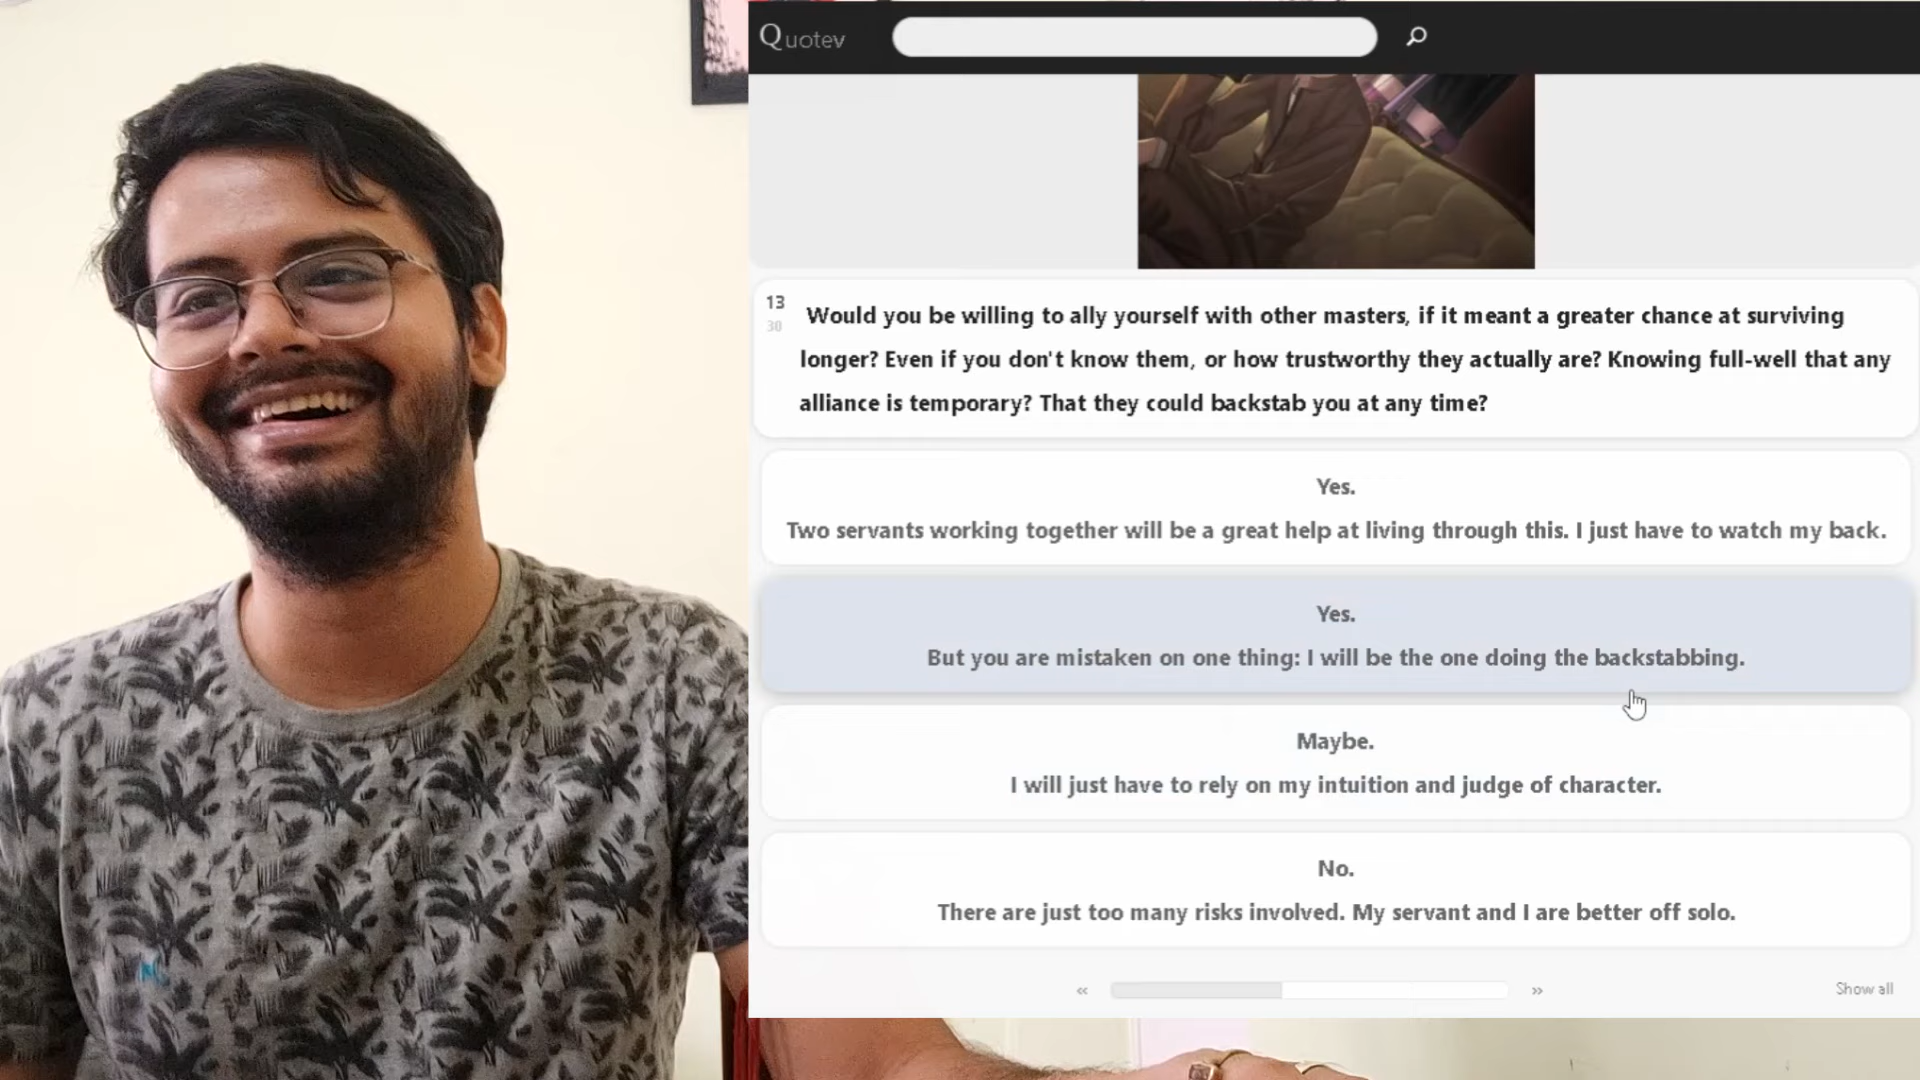 Quotev
13
30
Would you be willing to ally yourself with other masters, if it meant a greater chance at surviving
longer? Even if you don't know them, or how trustworthy they actually are? Knowing full-well that any
alliance is temporary? That they could backstab you at any time?
Yes.
Two servants working together will be a great help at living through this. I just have to watch my back.
Yes.
But you are mistaken on one thing: I will be the one doing the backstabbing.
Maybe.
I will just have to rely on my intuition and judge of character.
No.
There are just too many risks involved. My servant and I are better off solo.
« »
Show all